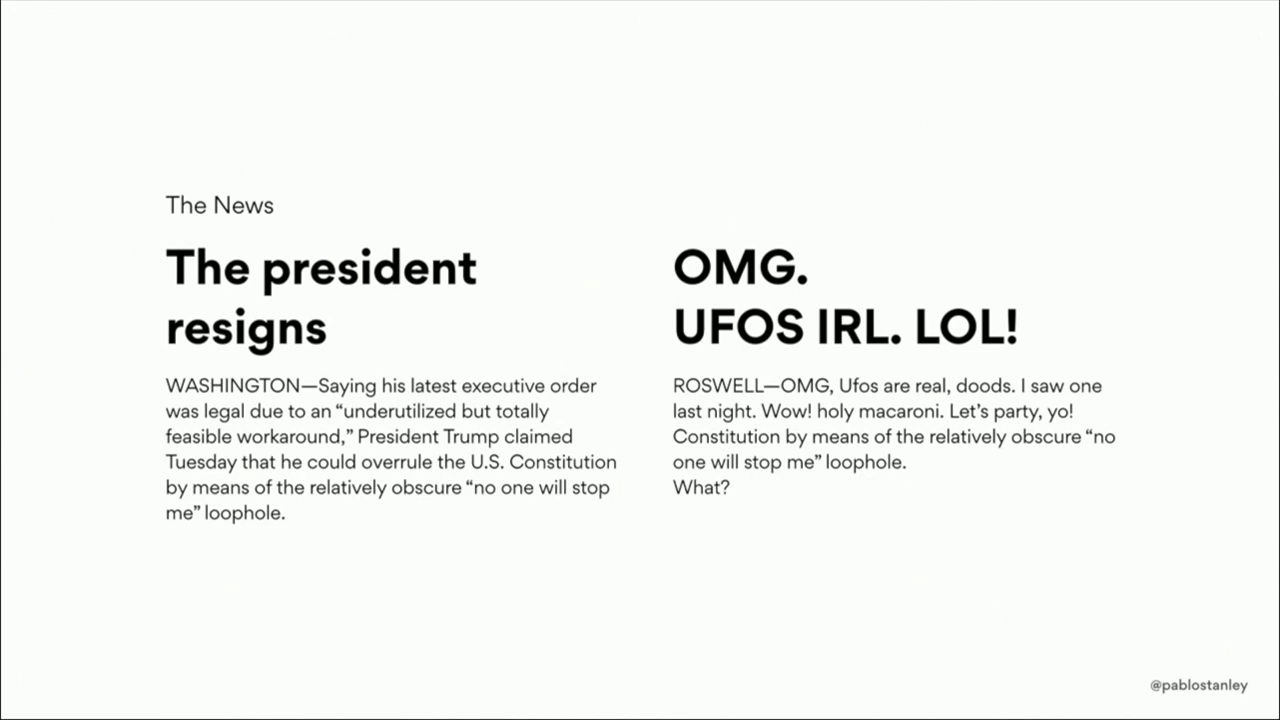 The News
The president
resigns
WASHINGTON—Saying his latest executive order
was legal due to an “underutilized but totally
feasible workaround,” President Trump claimed
Tuesday that he could overrule the U.S. Constitution
by means of the relatively obscure “no one will stop
me” loophole.
OMG.
UFOS IRL. LOL!
ROSWELL—OMG, Ufos are real, doods. I saw one
last night. Wow! holy macaroni. Let’s party, yo!
Constitution by means of the relatively obscure “no
one will stop me” loophole.
What?
@pablostanley